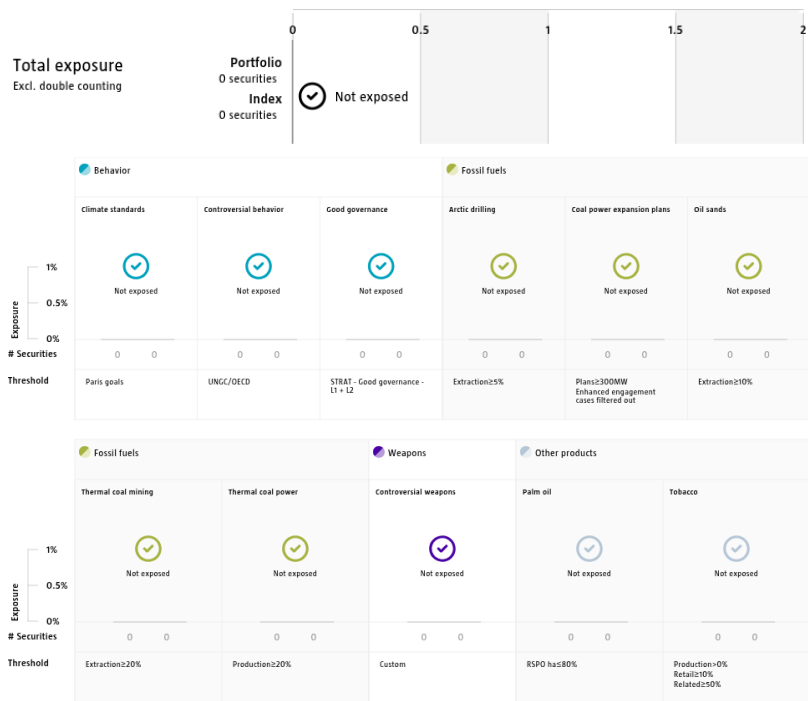 0 0.5 1 1.5 2
Total exposure
Excl. double counting
Portfolio
0 securities
Index
0 securities
Not exposed
Behavior
Fossil fuels
Climate standards
Controversial behavior
Good governance
Arctic drilling
Coal power expansion plans
Oil sands
Exposure
1%
0.5%
0%
Not exposed
Not exposed
Not exposed
Not exposed
Not exposed
Not exposed
# Securities
0 0 0 0 0 0 0 0 0 0 0 0
Threshold
Paris goals
UNGC/OECD
STRAT - Good governance -
L1 + L2
Extraction≥5%
Plans≥300MW
Enhanced engagement
cases filtered out
Extraction≥10%
Fossil fuels
Weapons
Other products
Thermal coal mining
Thermal coal power
Controversial weapons
Palm oil
Tobacco
Exposure
1%
0.5%
0%
Not exposed
Not exposed
Not exposed
Not exposed
Not exposed
# Securities
0 0 0 0 0 0 0 0 0 0
Threshold
Extraction≥20%
Production≥20%
Custom
RSPO ha≤80%
Production>0%
Retail≥10%
Related≥50%